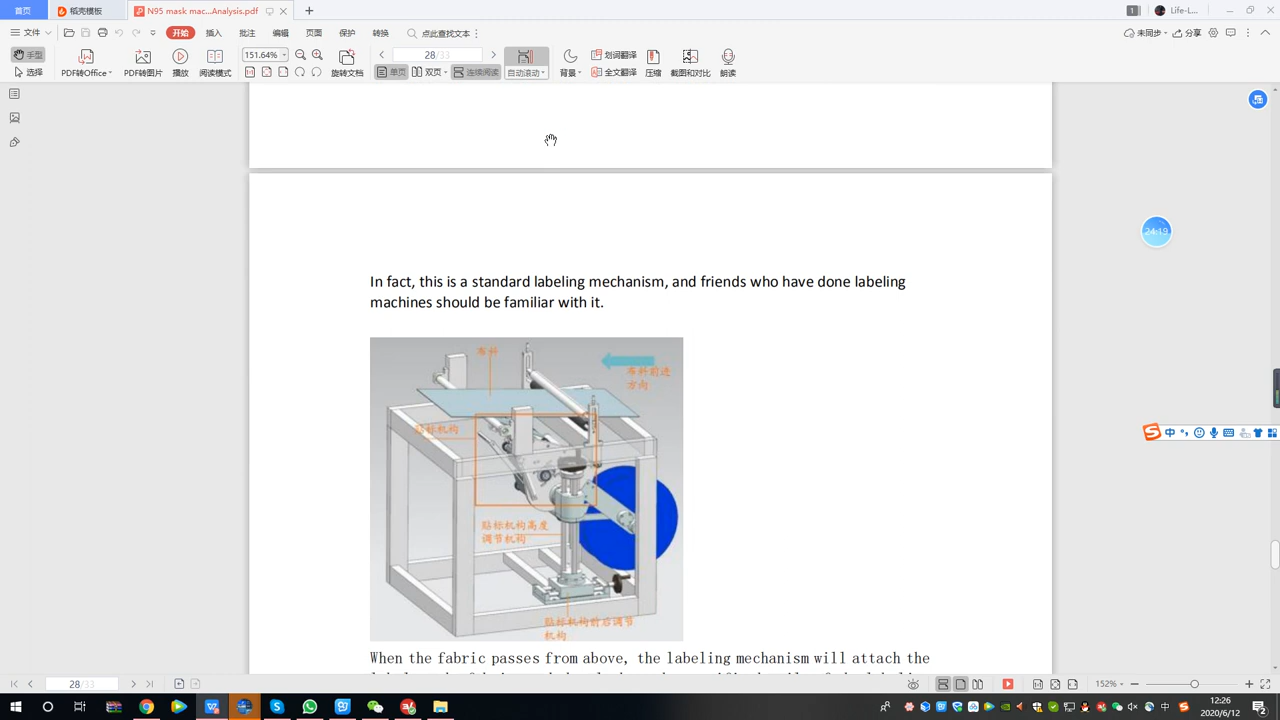 首页
稻壳模板
N95 mask mac...Analysis.pdf
1
Life-L...
文件
开始
插入
批注
编辑
页面
保护
转换
点此查找文本
未同步
分享
手型
选择
PDF转Office
PDF转图片
播放
阅读模式
151.64%
旋转文档
28/33
单页
双页
连续阅读
自动滚动
背景
划词翻译
全文翻译
压缩
截图和对比
朗读
24:19
In fact, this is a standard labeling mechanism, and friends who have done labeling
machines should be familiar with it.
布料
布料前进
方向
贴标机构
贴标机构高度
调节机构
贴标机构前后调节
机构
中
When the fabric passes from above, the labeling mechanism will attach the
28/33
152%
12:26
2020/6/12
2